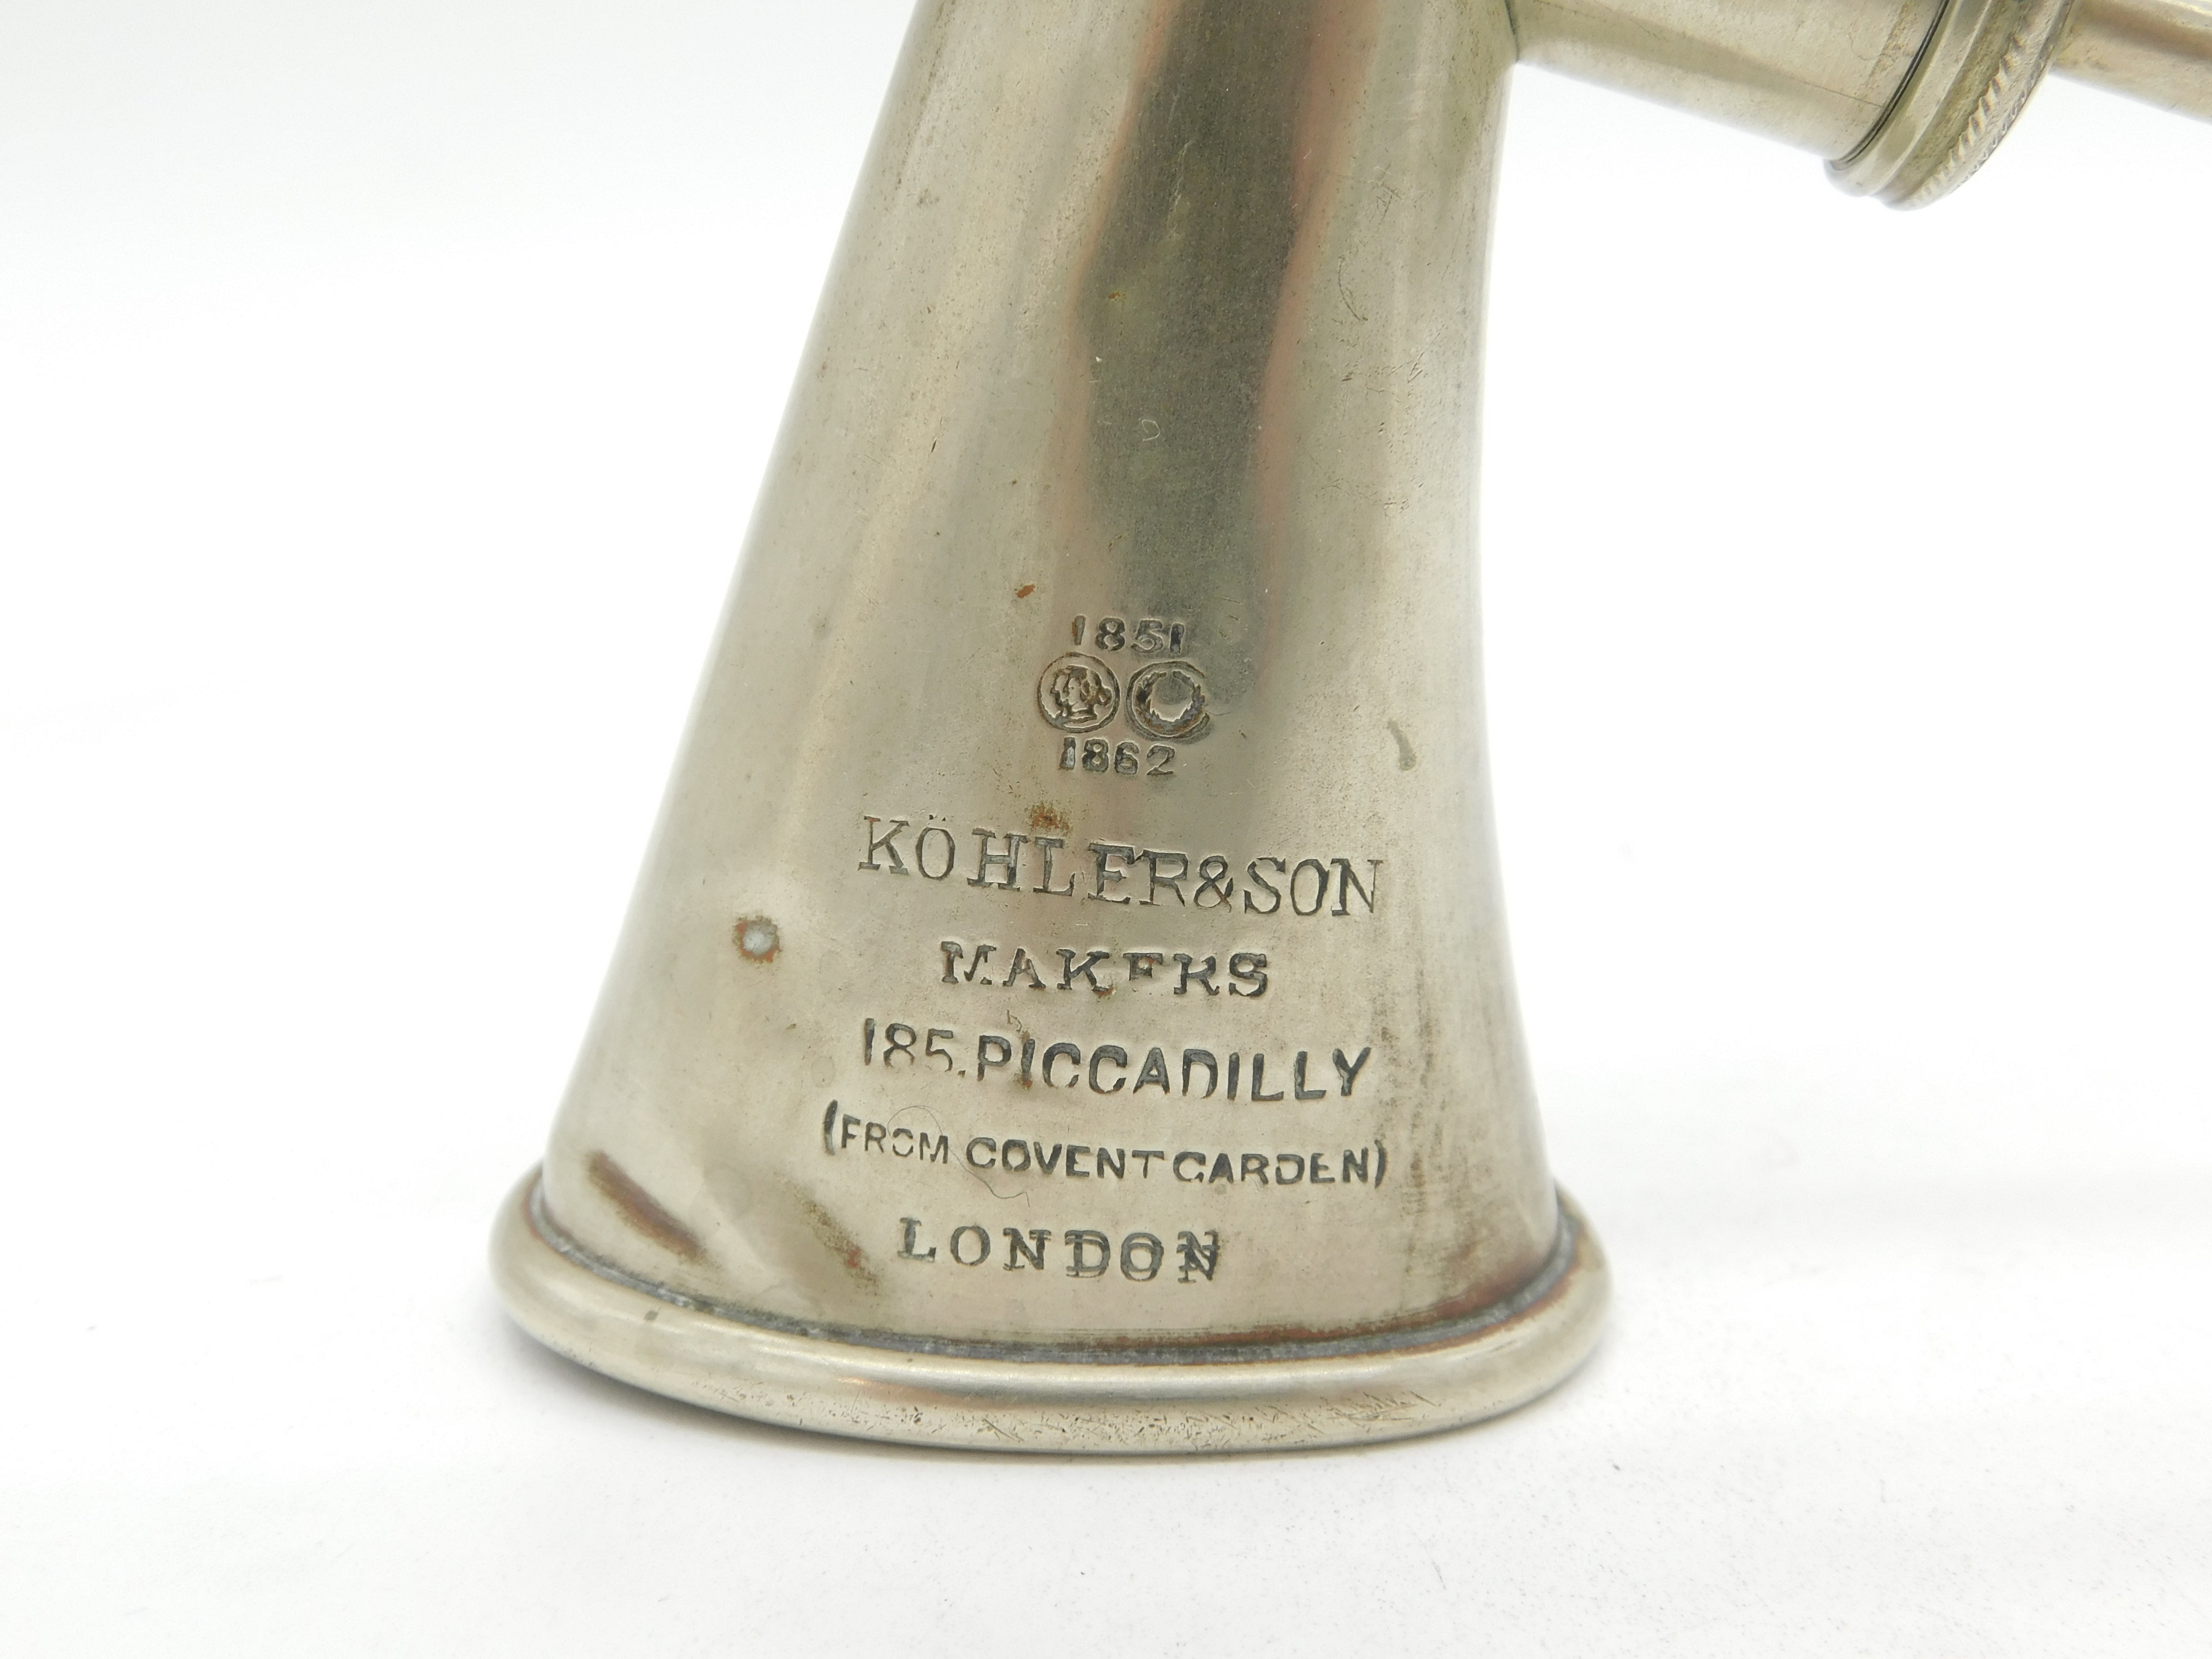 1851
1862
KÖHLER&SON
MAKERS
185.PICCADILLY
(FROM COVENT GARDEN)
LONDON